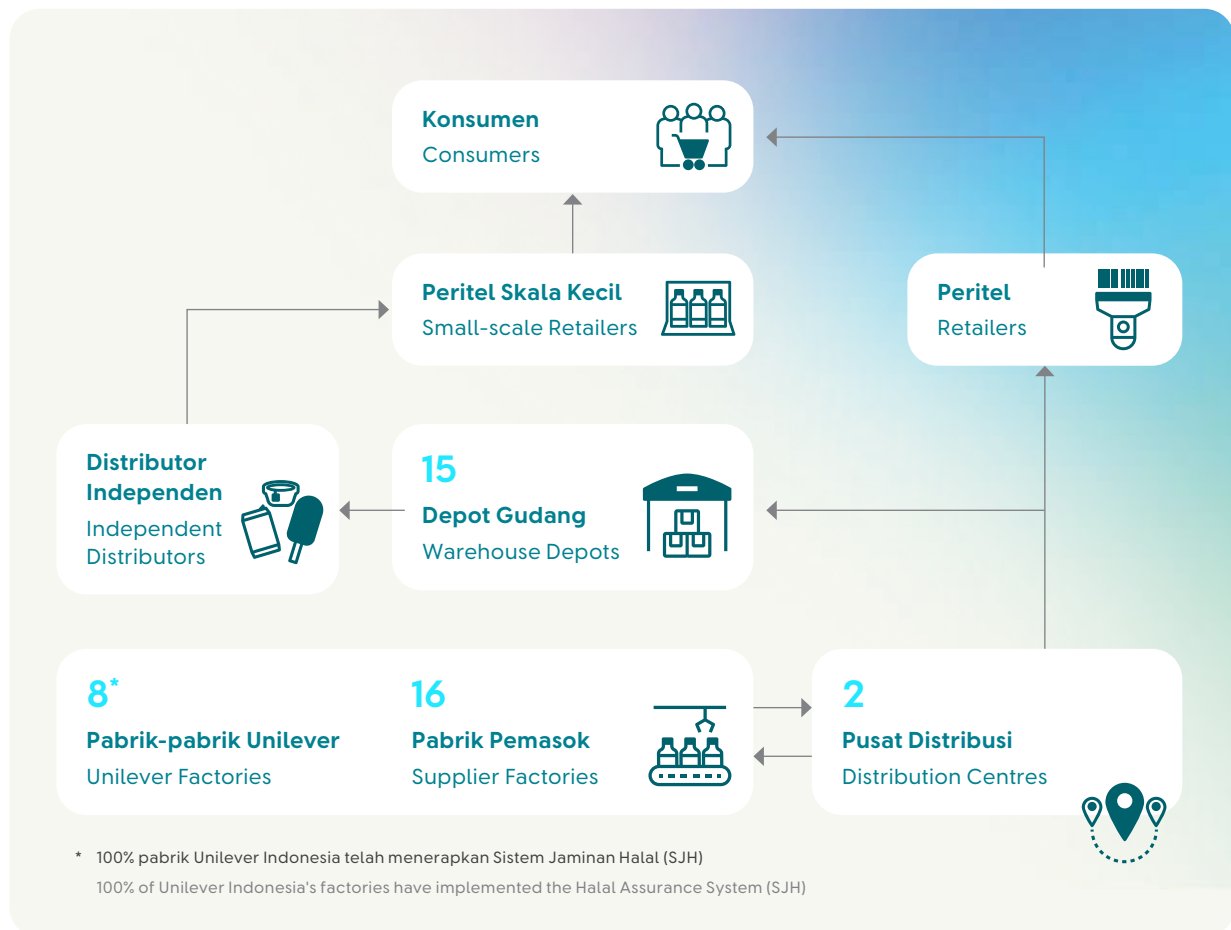 Konsumen
Consumers
Peritel Skala Kecil
Small-scale Retailers
Peritel
Retailers
Distributor
Independen
Independent
Distributors
15
Depot Gudang
Warehouse Depots
8*
Pabrik-pabrik Unilever
Unilever Factories
16
Pabrik Pemasok
Supplier Factories
2
Pusat Distribusi
Distribution Centres
* 100% pabrik Unilever Indonesia telah menerapkan Sistem Jaminan Halal (SJH)
100% of Unilever Indonesia's factories have implemented the Halal Assurance System (SJH)